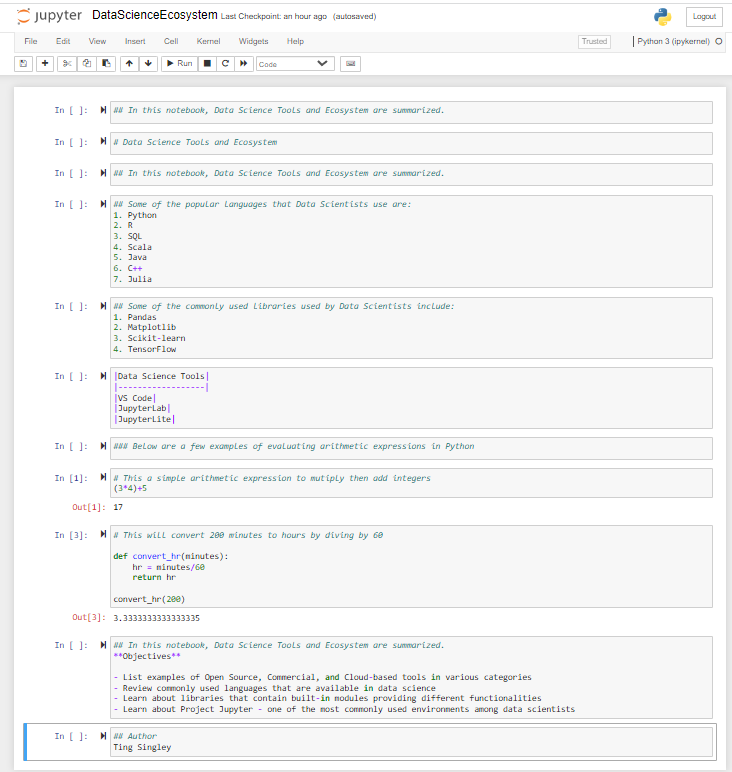 jupyter DataScienceEcosystem Last Checkpoint: an hour ago (autosaved)
Logout
File Edit View Insert Cell Kernel Widgets Help
Trusted
Python 3 (ipykernel)
Run
Code
In [ ]: ## In this notebook, Data Science Tools and Ecosystem are summarized.
In [ ]: # Data Science Tools and Ecosystem
In [ ]: ## In this notebook, Data Science Tools and Ecosystem are summarized.
In [ ]: ## Some of the popular languages that Data Scientists use are:
1. Python
2. R
3. SQL
4. Scala
5. Java
6. C++
7. Julia
In [ ]: ## Some of the commonly used libraries used by Data Scientists include:
1. Pandas
2. Matplotlib
3. Scikit-learn
4. TensorFlow
In [ ]: |Data Science Tools|
|------------------|
|VS Code|
|JupyterLab|
|JupyterLite|
In [ ]: ### Below are a few examples of evaluating arithmetic expressions in Python
In [1]: # This a simple arithmetic expression to mutiply then add integers
(3*4)+5
Out[1]: 17
In [3]: # This will convert 200 minutes to hours by diving by 60
def convert_hr(minutes):
hr = minutes/60
return hr
convert_hr(200)
Out[3]: 3.3333333333333335
In [ ]: ## In this notebook, Data Science Tools and Ecosystem are summarized.
**Objectives**
- List examples of Open Source, Commercial, and Cloud-based tools in various categories
- Review commonly used languages that are available in data science
- Learn about libraries that contain built-in modules providing different functionalities
- Learn about Project Jupyter - one of the most commonly used environments among data scientists
In [ ]: ## Author
Ting Singley